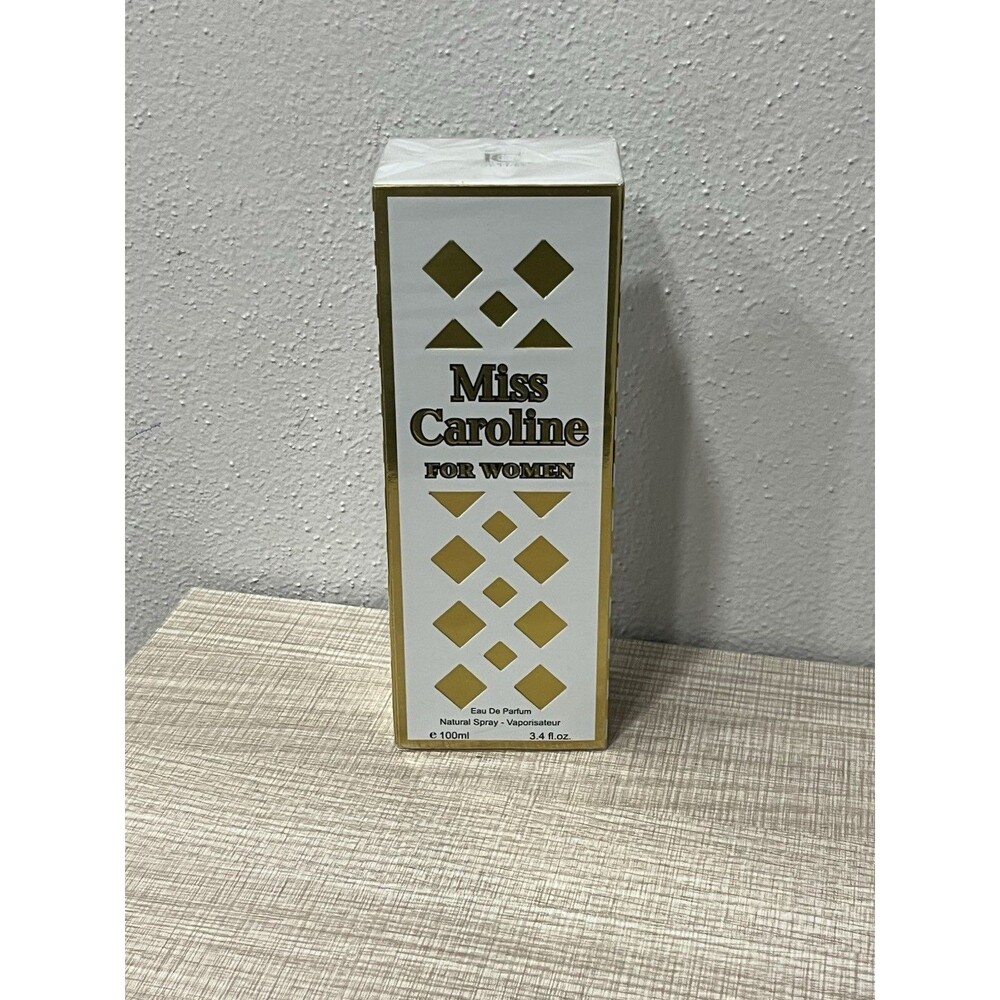 Miss
Caroline
FOR WOMEN
Eau De Parfum
Natural Spray - Vaporisateur
e 100ml 3.4 fl.oz.